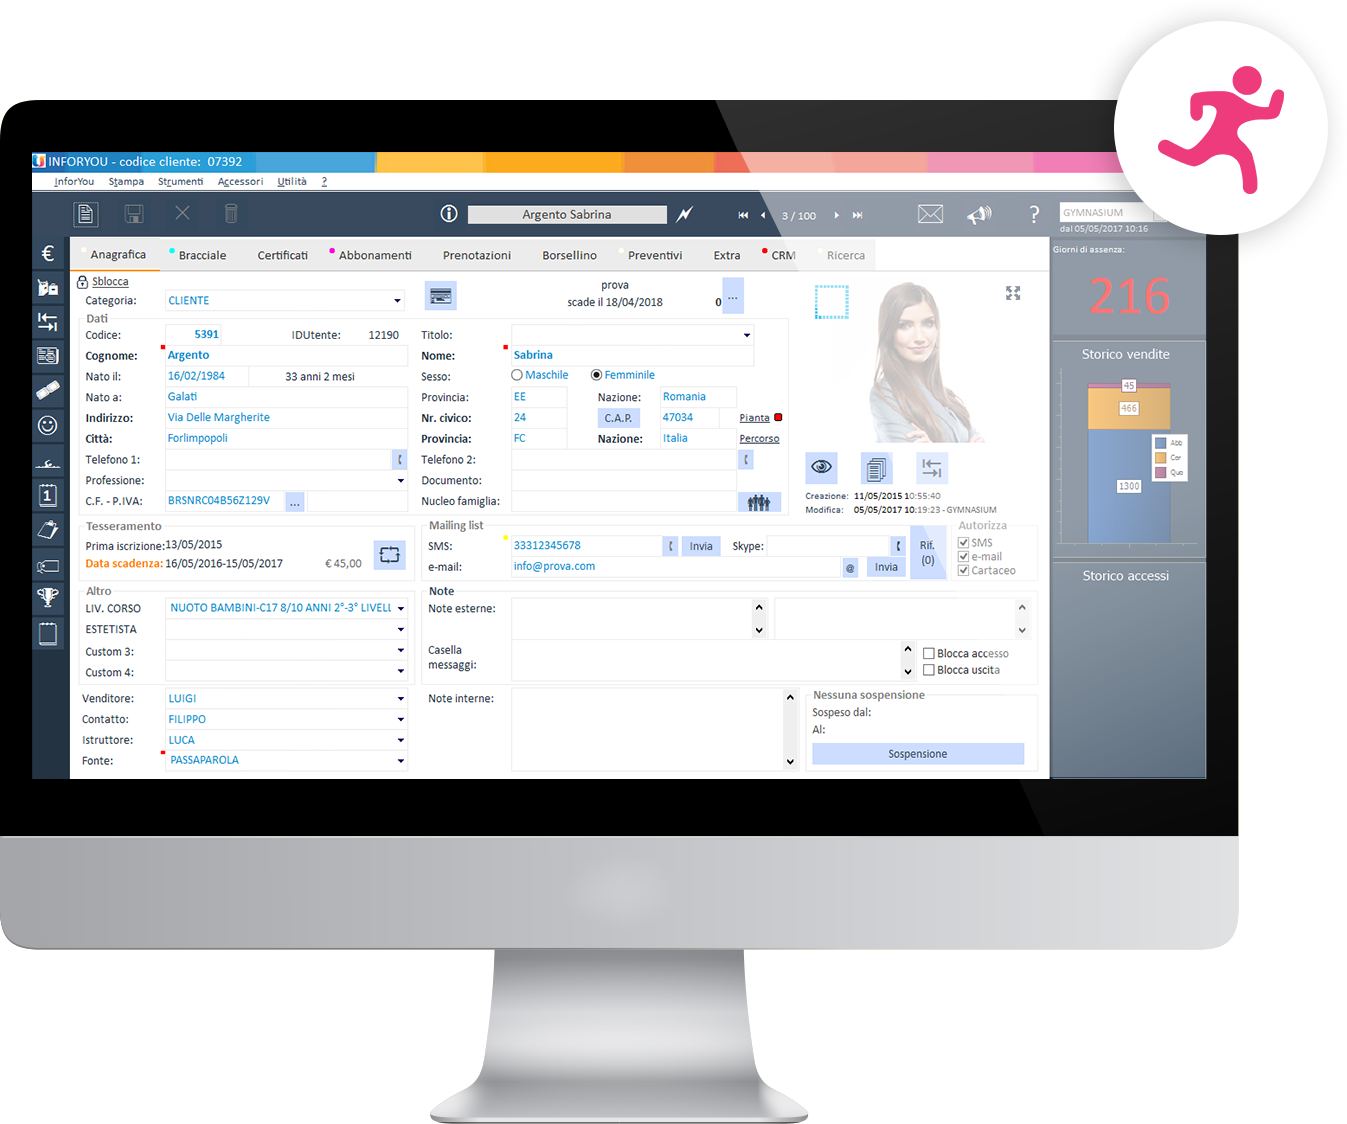 INFORYOU - codice cliente:  07392
InforYou Stampa Strumenti Accessori Utilità ?
Argento Sabrina
3 / 100
?
GYMNASIUM
dal 05/05/2017 10:16
Anagrafica Bracciale Certificati Abbonamenti Prenotazioni Borsellino Preventivi Extra CRM Ricerca
Giorni di assenza:
216
Sblocca
Categoria: CLIENTE
prova
scade il 18/04/2018 0 ...
Dati
Codice: 5391 IDUtente: 12190 Titolo:
Cognome: Argento Nome: Sabrina
Nato il: 16/02/1984 33 anni 2 mesi Sesso: Maschile Femminile
Nato a: Galati Provincia: EE Nazione: Romania
Indirizzo: Via Delle Margherite Nr. civico: 24 C.A.P. 47034 Pianta
Città: Forlimpopoli Provincia: FC Nazione: Italia Percorso
Telefono 1: Telefono 2:
Professione: Documento:
C.F. - P.IVA: BRSNRC04B56Z129V ... Nucleo famiglia:
Creazione: 11/05/2015 10:55:40
Modifica: 05/05/2017 10:19:23 - GYMNASIUM
Tesseramento
Prima iscrizione: 13/05/2015
Data scadenza: 16/05/2016-15/05/2017 € 45,00
Mailing list
SMS: 33312345678 Invia Skype:
e-mail: info@prova.com @ Invia
Rif.
(0)
Autorizza
SMS
e-mail
Cartaceo
Altro
LIV. CORSO NUOTO BAMBINI-C17 8/10 ANNI 2°-3° LIVELL
ESTETISTA
Custom 3:
Custom 4:
Note
Note esterne:
Casella
messaggi:
Blocca accesso
Blocca uscita
Venditore: LUIGI
Contatto: FILIPPO
Istruttore: LUCA
Fonte: PASSAPAROLA
Note interne:
Nessuna sospensione
Sospeso dal:
Al:
Sospensione
Storico vendite
45
466
1300
Abb
Cor
Quo
Storico accessi
€
1